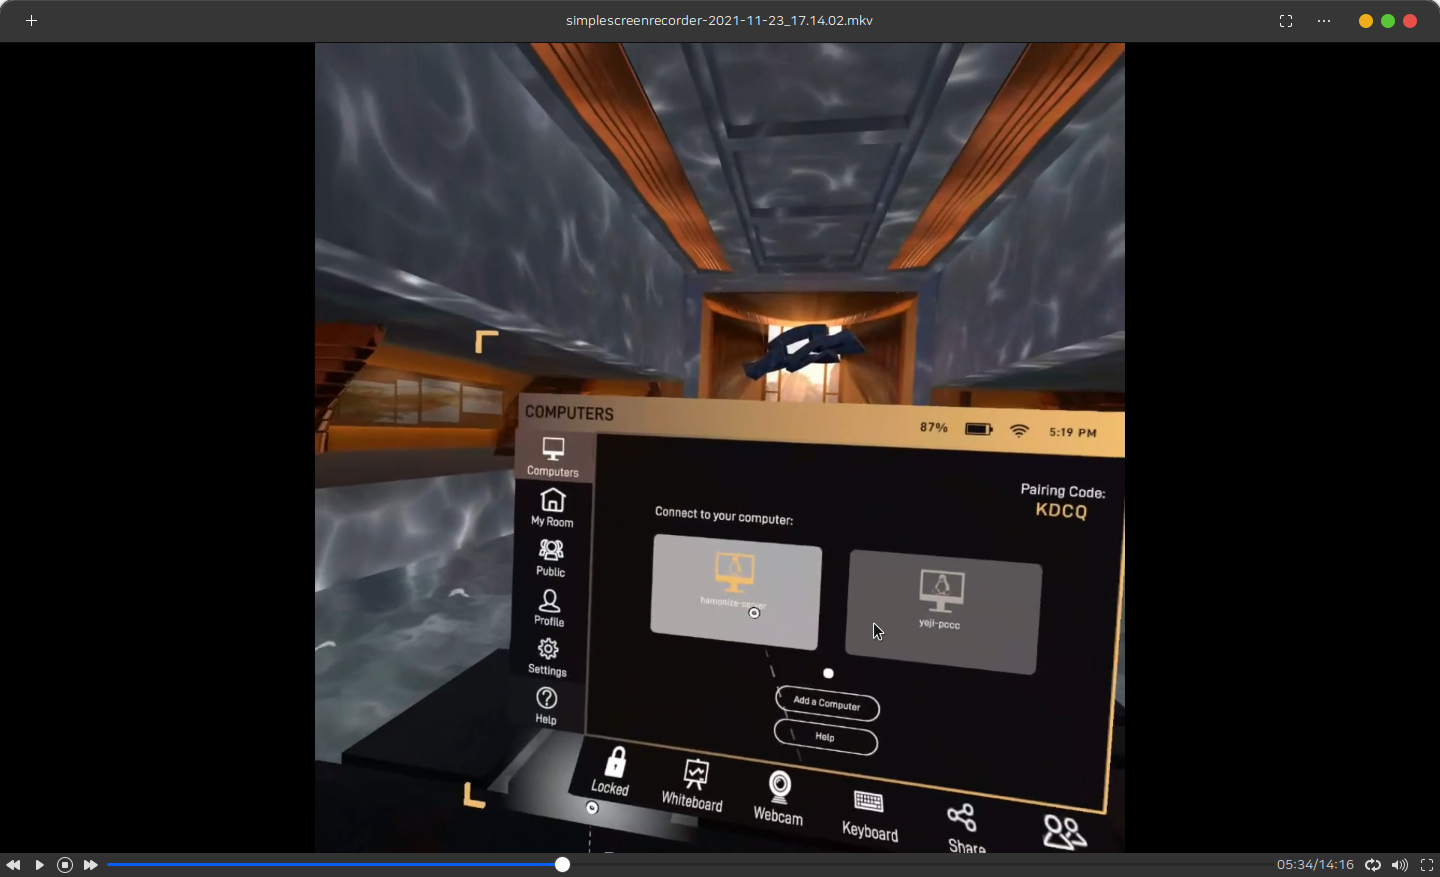 simplescreenrecorder-2021-11-23_17.14.02.mkv
COMPUTERS
87%
5:19 PM
Computers
My Room
Public
Profile
Settings
Help
Pairing Code:
KDCQ
Connect to your computer:
hamonize-server
yeji-pccc
Add a Computer
Help
Locked
Whiteboard
Webcam
Keyboard
Share
05:34/14:16